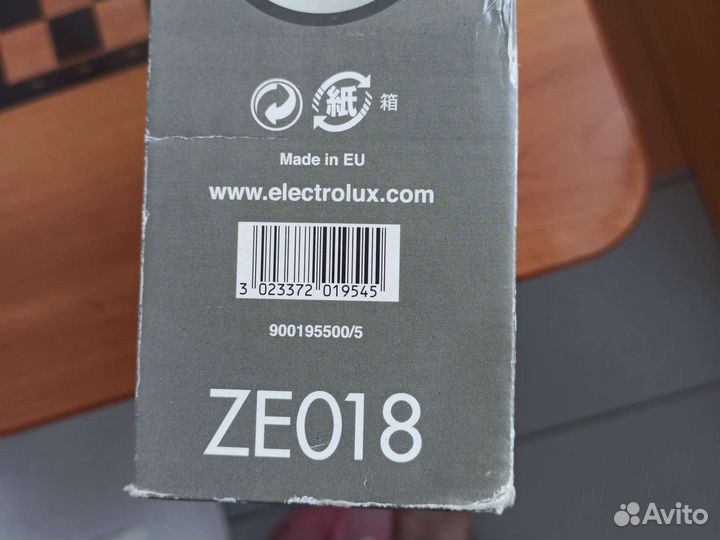 紙 箱
Made in EU
www.electrolux.com
3 023372 019545
900195500/5
ZE018
Avito